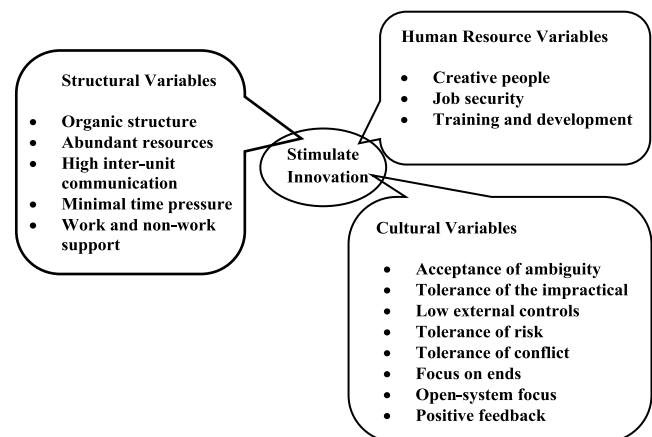 Structural Variables
• Organic structure
• Abundant resources
• High inter-unit
communication
• Minimal time pressure
• Work and non-work
support
Human Resource Variables
• Creative people
• Job security
• Training and development
Stimulate
Innovation
Cultural Variables
• Acceptance of ambiguity
• Tolerance of the impractical
• Low external controls
• Tolerance of risk
• Tolerance of conflict
• Focus on ends
• Open-system focus
• Positive feedback